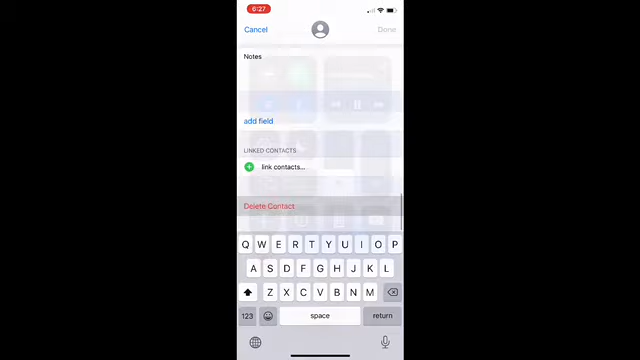 6:27
Cancel
Done
Notes
add field
LINKED CONTACTS
link contacts...
Delete Contact
Q W E R T Y U I O P
A S D F G H J K L
Z X C V B N M
123 space return